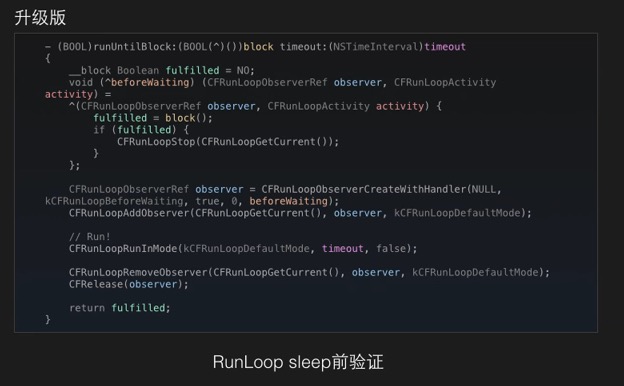 升级版
- (BOOL)runUntilBlock:(BOOL(^)())block timeout:(NSTimeInterval)timeout
{
    __block Boolean fulfilled = NO;
    void (^beforeWaiting) (CFRunLoopObserverRef observer, CFRunLoopActivity
activity) =
    ^(CFRunLoopObserverRef observer, CFRunLoopActivity activity) {
        fulfilled = block();
        if (fulfilled) {
            CFRunLoopStop(CFRunLoopGetCurrent());
        }
    };
    CFRunLoopObserverRef observer = CFRunLoopObserverCreateWithHandler(NULL,
kCFRunLoopBeforeWaiting, true, 0, beforeWaiting);
    CFRunLoopAddObserver(CFRunLoopGetCurrent(), observer, kCFRunLoopDefaultMode);
    // Run!
    CFRunLoopRunInMode(kCFRunLoopDefaultMode, timeout, false);
    CFRunLoopRemoveObserver(CFRunLoopGetCurrent(), observer, kCFRunLoopDefaultMode);
    CFRelease(observer);
    return fulfilled;
}
RunLoop sleep前验证